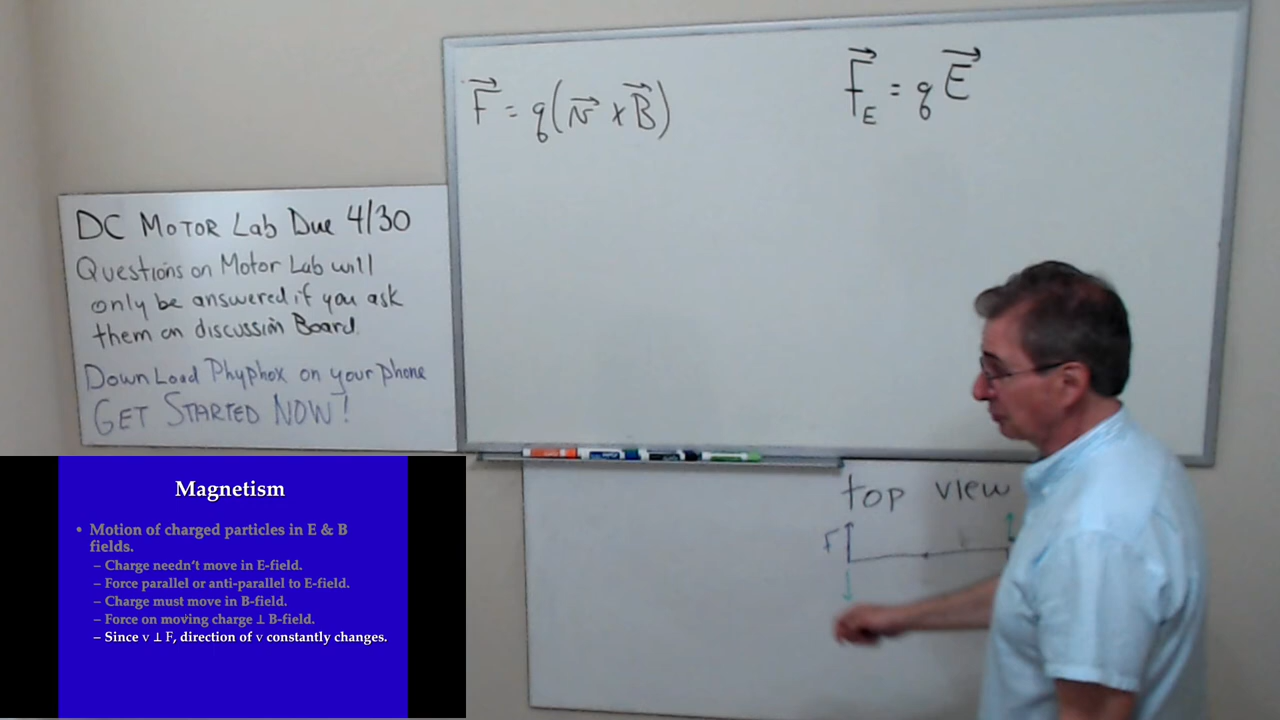 F⃗ = q(v⃗ × B⃗)
F⃗_E = q E⃗
DC MOTOR Lab Due 4/30
Questions on Motor Lab will
only be answered if you ask
them on discussion Board.
DownLoad Phyphox on your phone
GET STARTED NOW!
Magnetism
• Motion of charged particles in E & B
fields.
– Charge needn't move in E-field.
– Force parallel or anti-parallel to E-field.
– Charge must move in B-field.
– Force on moving charge ⊥ B-field.
– Since v ⊥ F, direction of v constantly changes.
top view
F